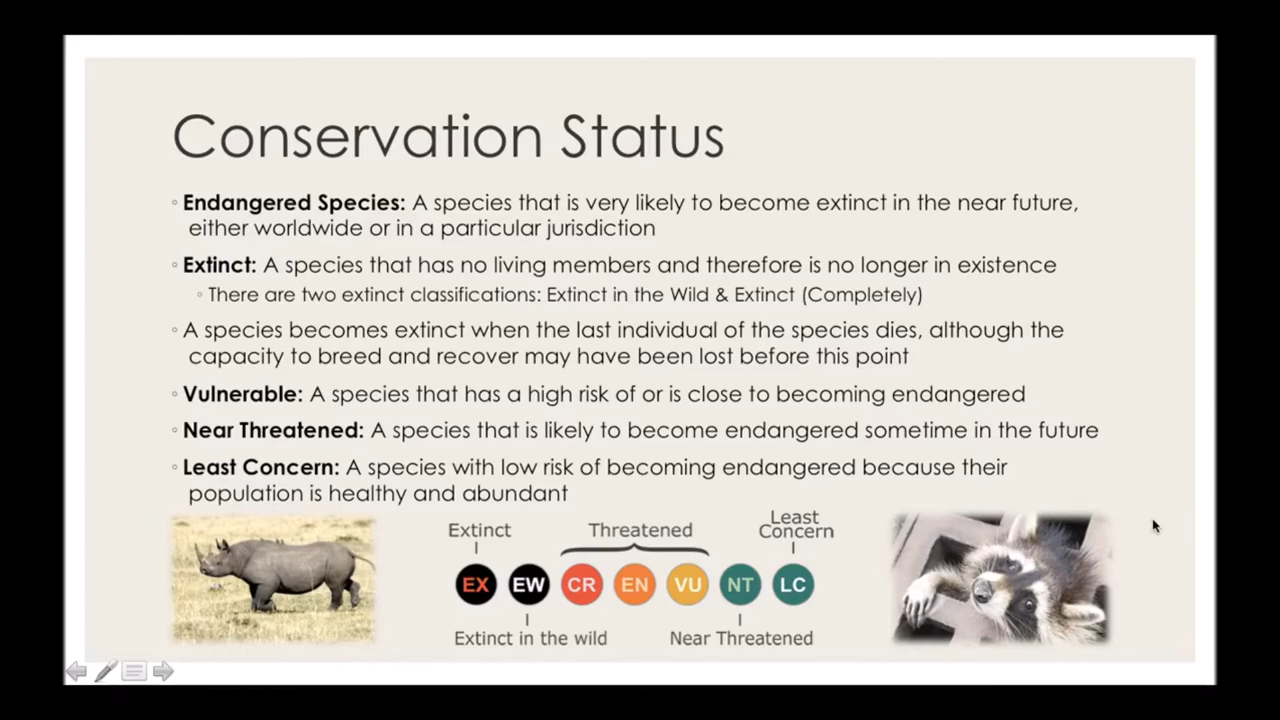 Conservation Status
◦ Endangered Species: A species that is very likely to become extinct in the near future,
either worldwide or in a particular jurisdiction
◦ Extinct: A species that has no living members and therefore is no longer in existence
◦ There are two extinct classifications: Extinct in the Wild & Extinct (Completely)
◦ A species becomes extinct when the last individual of the species dies, although the
capacity to breed and recover may have been lost before this point
◦ Vulnerable: A species that has a high risk of or is close to becoming endangered
◦ Near Threatened: A species that is likely to become endangered sometime in the future
◦ Least Concern: A species with low risk of becoming endangered because their
population is healthy and abundant
Extinct Threatened Least
Concern
EX EW CR EN VU NT LC
Extinct in the wild Near Threatened